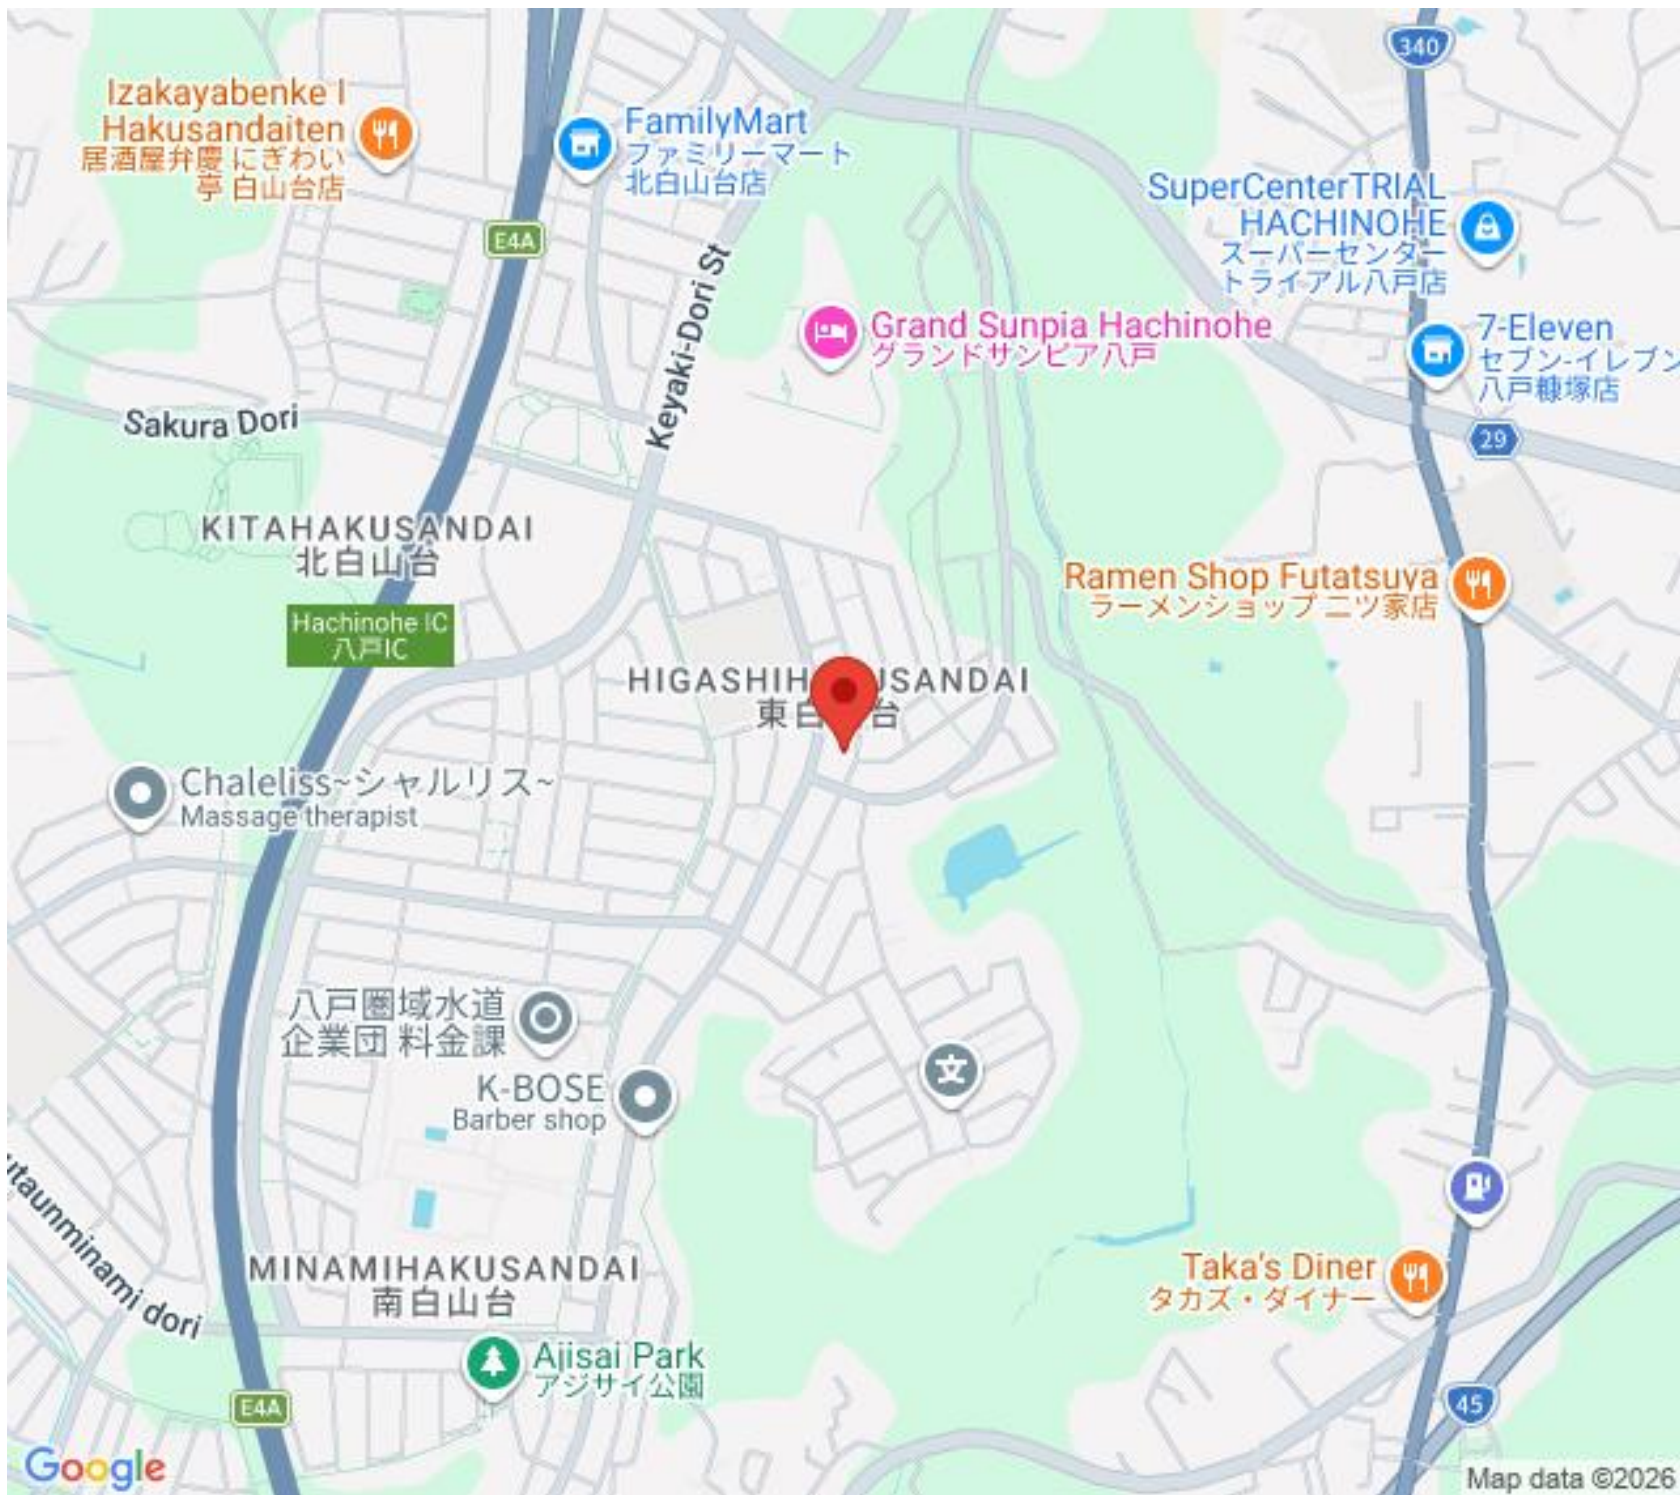 340
Izakayabenke I
Hakusandaiten
居酒屋弁慶 にぎわい
亭 白山台店
FamilyMart
ファミリーマート
北白山台店
SuperCenterTRIAL
HACHINOHE
スーパーセンター
トライアル八戸店
E4A
Keyaki-Dori St
Grand Sunpia Hachinohe
グランドサンピア八戸
7-Eleven
セブン-イレブン
八戸糠塚店
Sakura Dori
29
KITAHAKUSANDAI
北白山台
Ramen Shop Futatsuya
ラーメンショップ 二ツ家店
Hachinohe IC
八戸IC
HIGASHIH USANDAI
東白 台
Chaleliss~シャルリス~
Massage therapist
八戸圏域水道
企業団 料金課
文
K-BOSE
Barber shop
utaunminami dori
MINAMIHAKUSANDAI
南白山台
Taka's Diner
タカズ・ダイナー
Ajisai Park
アジサイ公園
E4A
45
Google
Map data ©2026